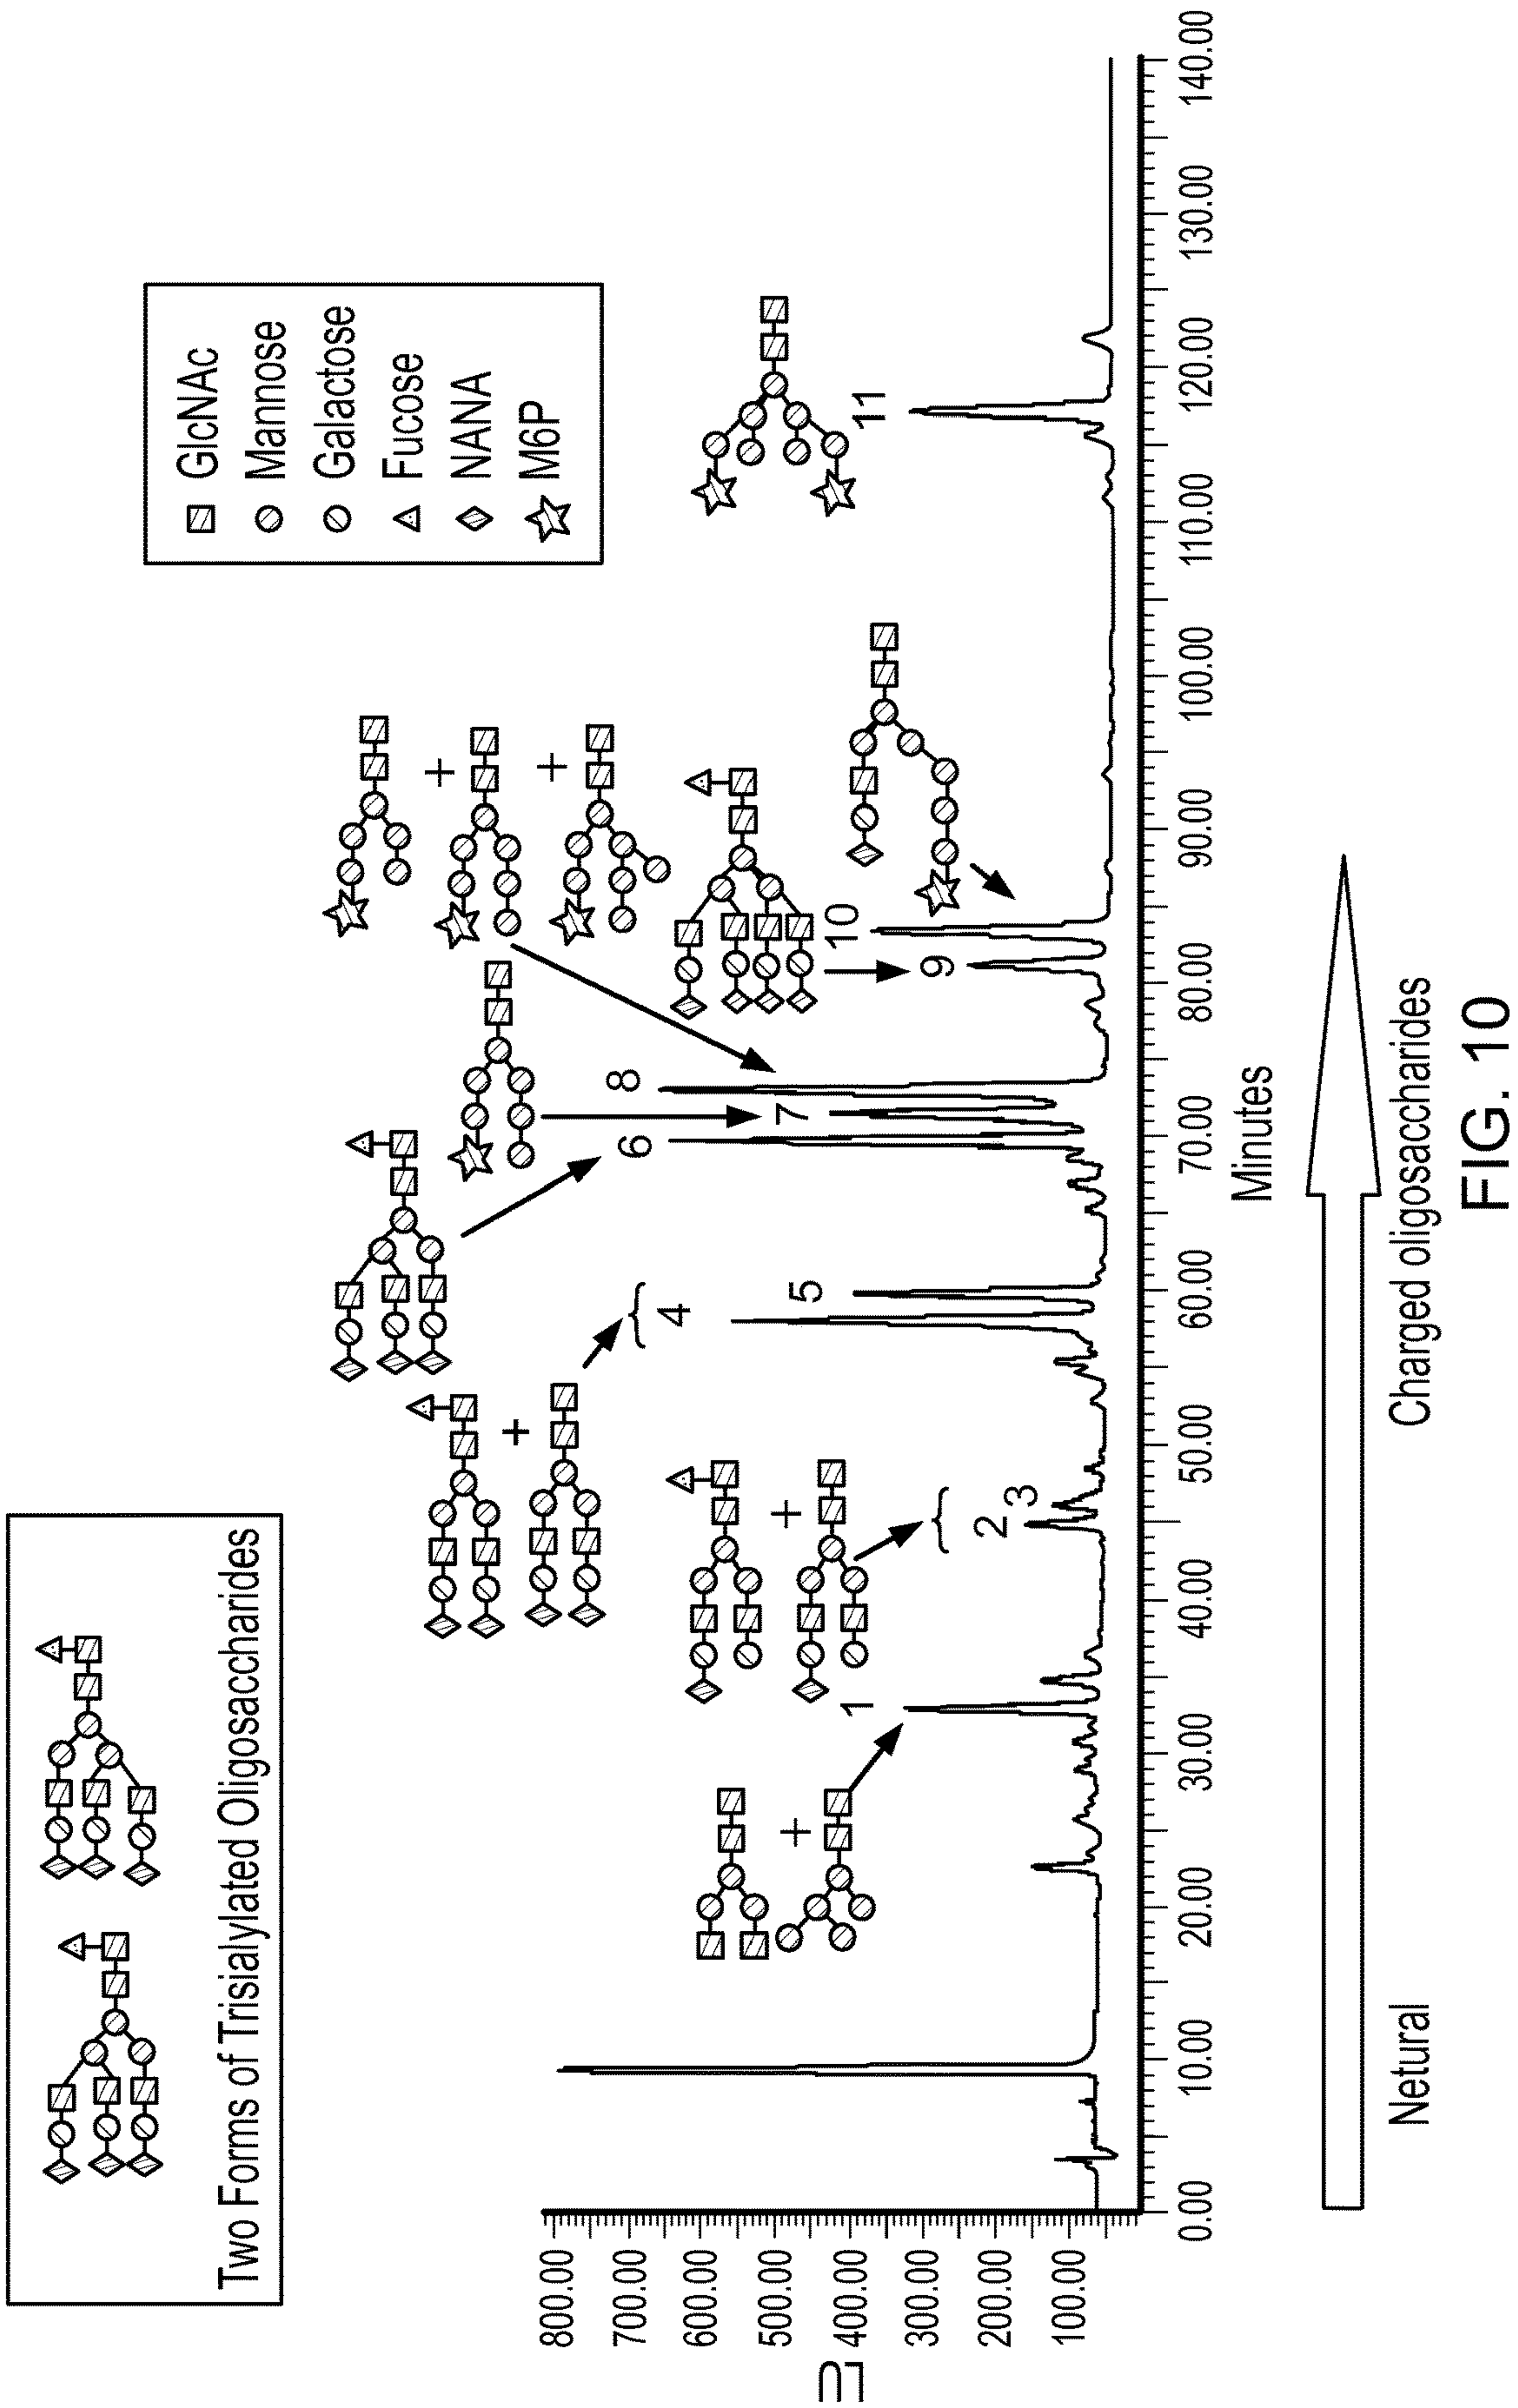 Two Forms of Trisialylated Oligosaccharides
GlcNAc
Mannose
Galactose
Fucose
NANA
M6P
+
+
+
+
+
1
2
3
4
5
6
7
8
9
10
11
LU
800.00
700.00
600.00
500.00
400.00
300.00
200.00
100.00
0.00 10.00 20.00 30.00 40.00 50.00 60.00 70.00 80.00 90.00 100.00 110.00 120.00 130.00 140.00
Minutes
Netural Charged oligosaccharides
FIG. 10